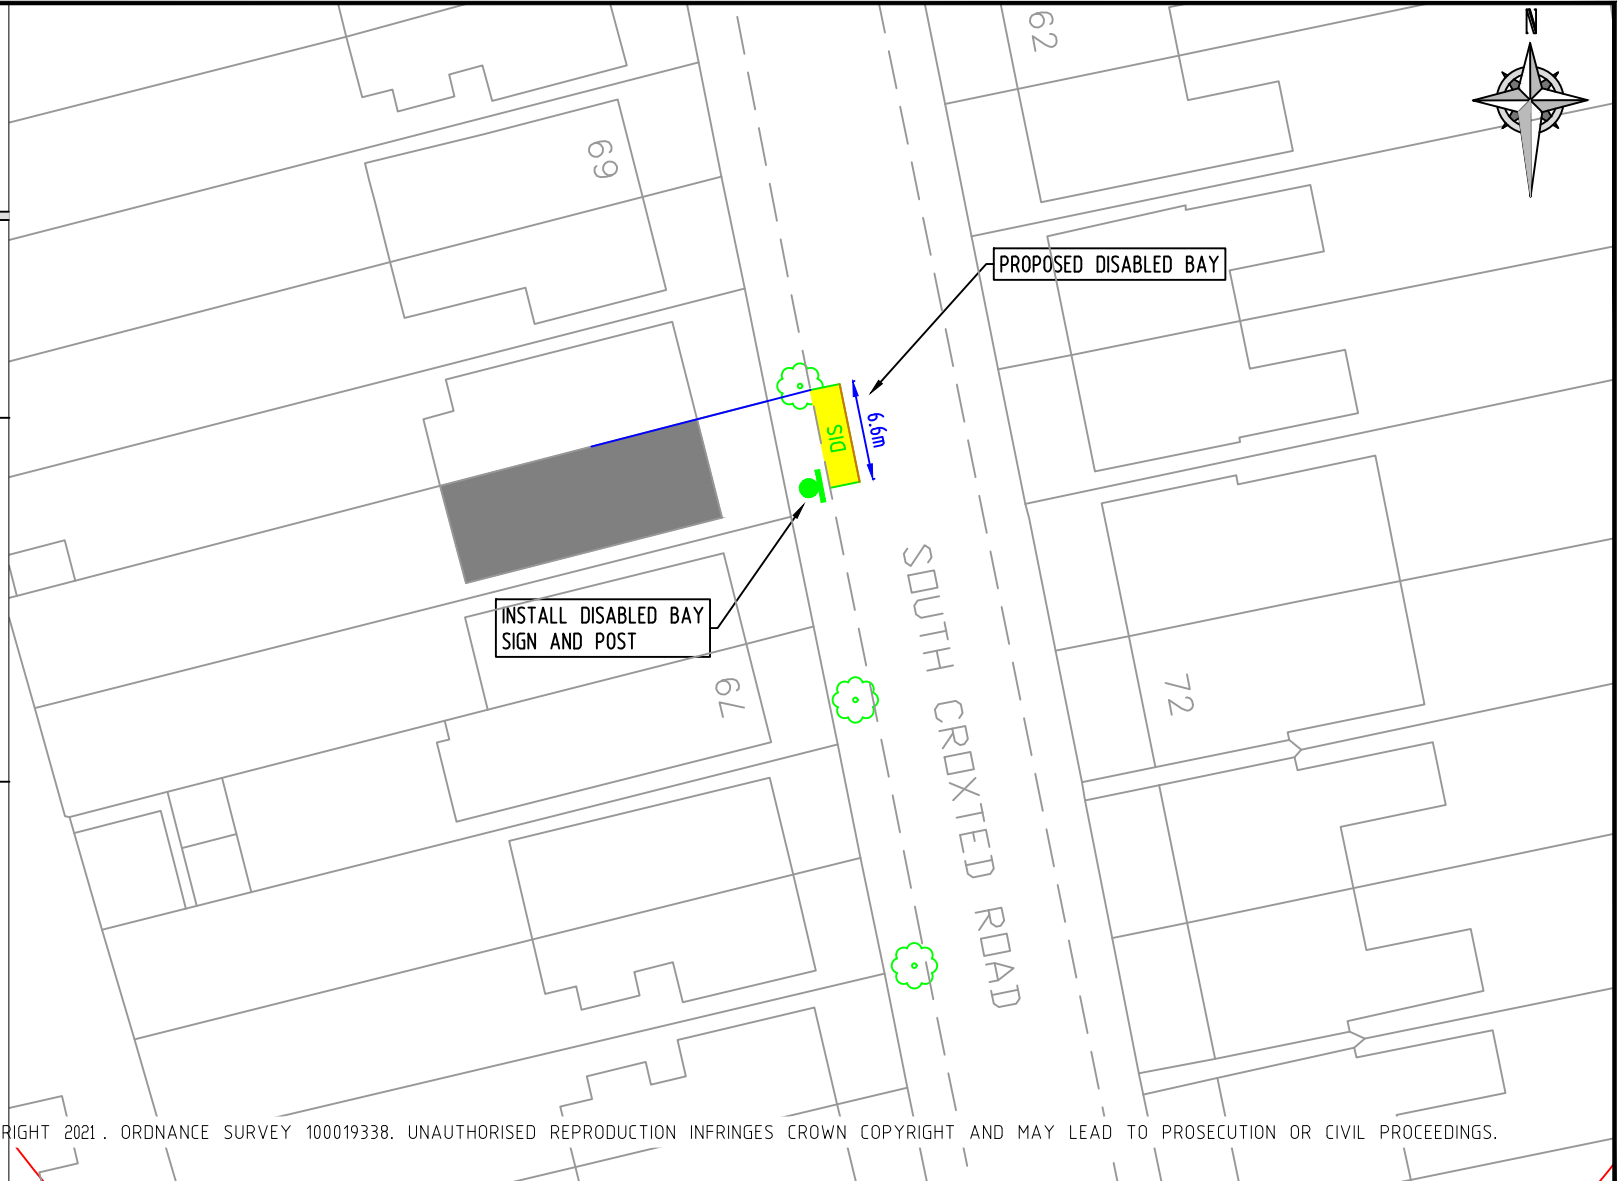 N
62
69
PROPOSED DISABLED BAY
6.6m
DIS
INSTALL DISABLED BAY
SIGN AND POST
SOUTH CROXTED ROAD
79
72
RIGHT 2021. ORDNANCE SURVEY 100019338. UNAUTHORISED REPRODUCTION INFRINGES CROWN COPYRIGHT AND MAY LEAD TO PROSECUTION OR CIVIL PROCEEDINGS.